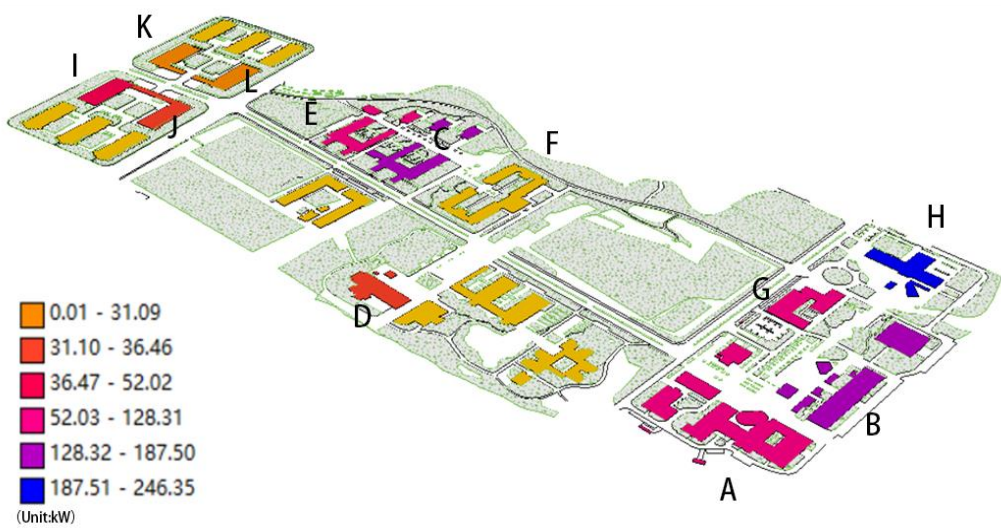 K
I
L
E
J
C
F
H
G
D
B
A
0.01 - 31.09
31.10 - 36.46
36.47 - 52.02
52.03 - 128.31
128.32 - 187.50
187.51 - 246.35
(Unit:kW)